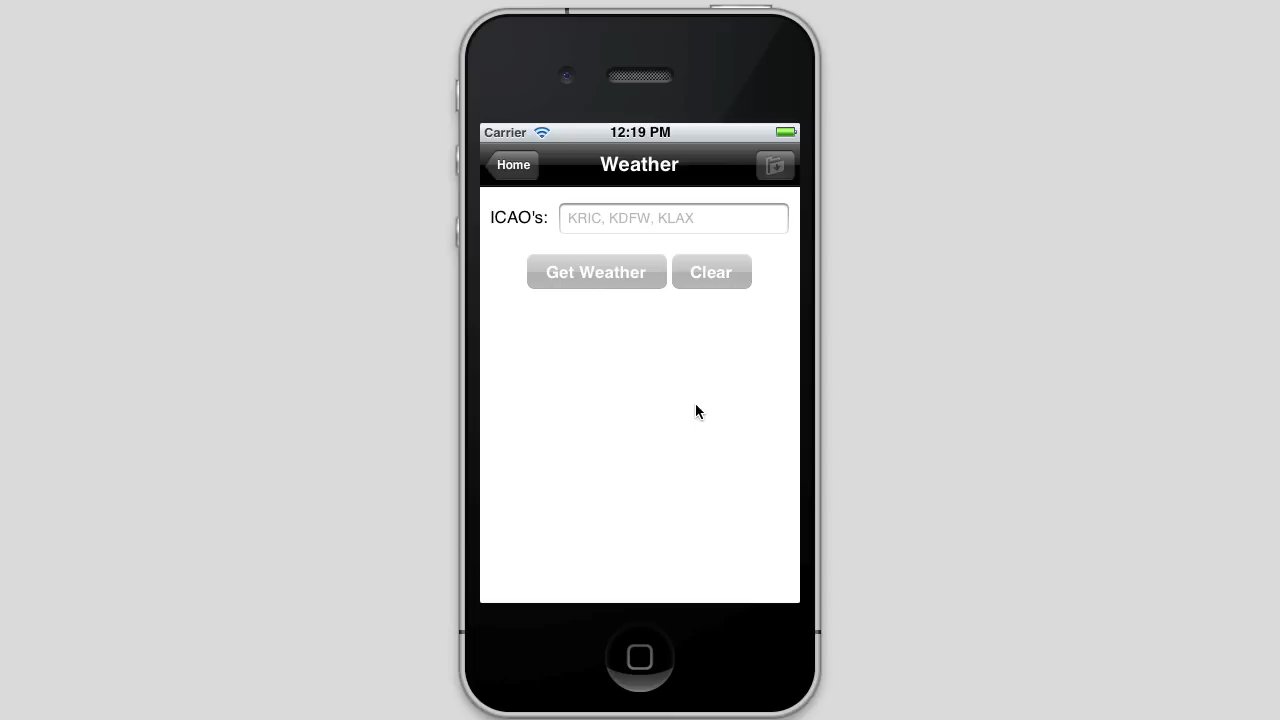 Carrier 12:19 PM
Home Weather
ICAO's: KRIC, KDFW, KLAX
Get Weather Clear